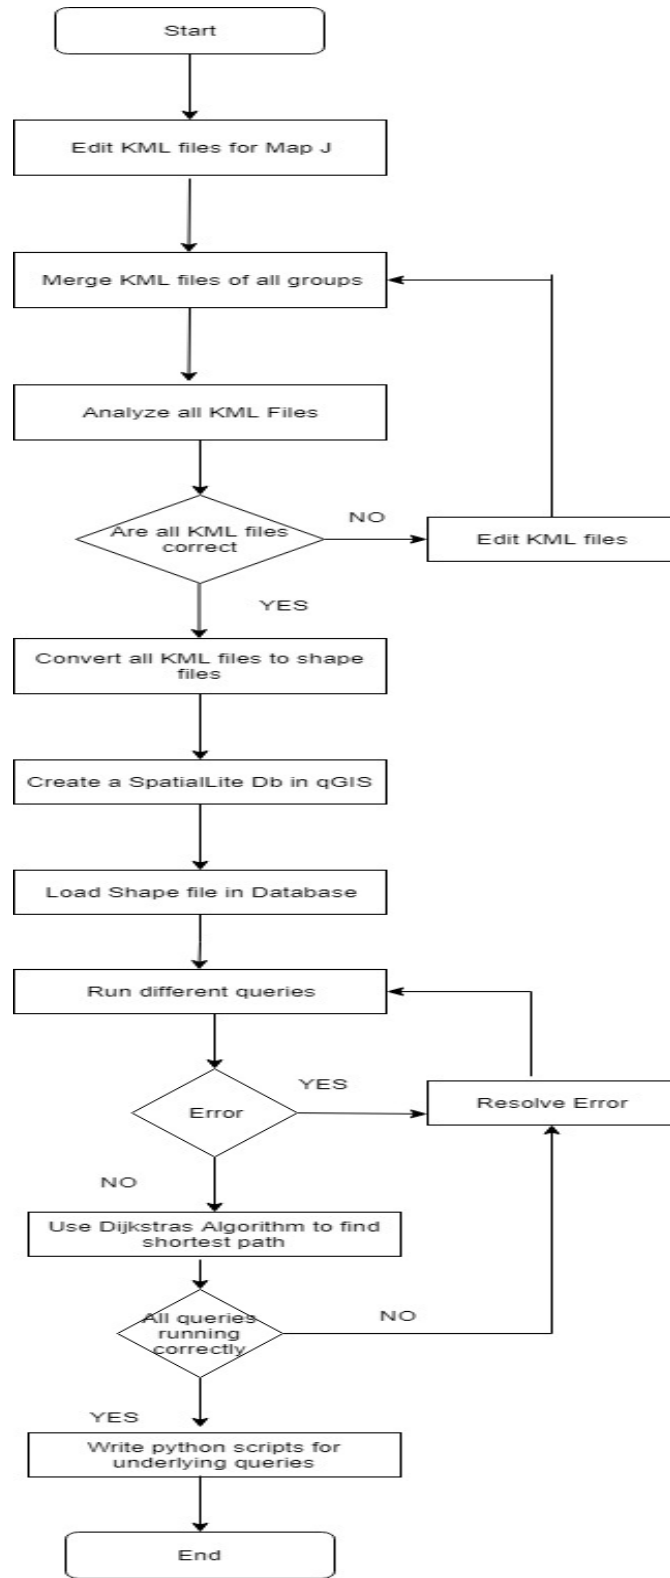 Start
Edit KML files for Map J
Merge KML files of all groups
Analyze all KML Files
Are all KML files
correct
NO
Edit KML files
YES
Convert all KML files to shape
files
Create a SpatialLite Db in qGIS
Load Shape file in Database
Run different queries
Error
YES
Resolve Error
NO
Use Dijkstras Algorithm to find
shortest path
All queries
running
correctly
NO
YES
Write python scripts for
underlying queries
End